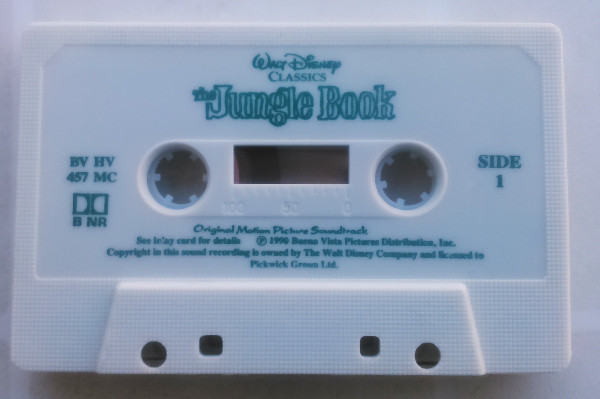 Walt Disney
Classics
The Jungle Book
BV HV
457 MC
SIDE
1
B NR
100 50 0
Original Motion Picture Soundtrack
See inlay card for details ℗ 1990 Buena Vista Pictures Distribution, Inc.
Copyright in this sound recording is owned by The Walt Disney Company and licensed to
Pickwick Group Ltd.